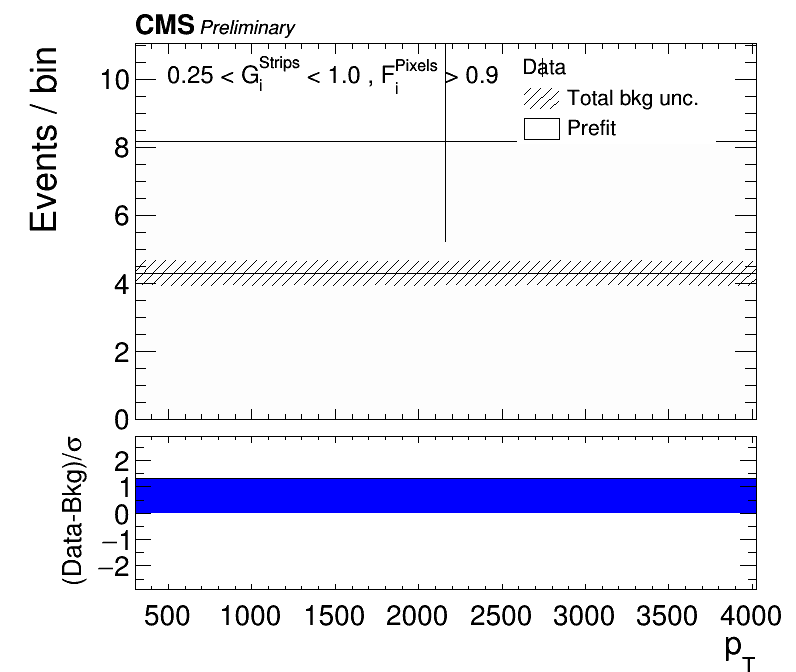 CMS Preliminary
Events / bin
0.25 < G_i^Strips < 1.0 , F_i^Pixels > 0.9
Data
Total bkg unc.
Prefit
10
8
6
4
2
0
(Data-Bkg)/σ
2
1
0
−1
−2
500 1000 1500 2000 2500 3000 3500 4000
p_T